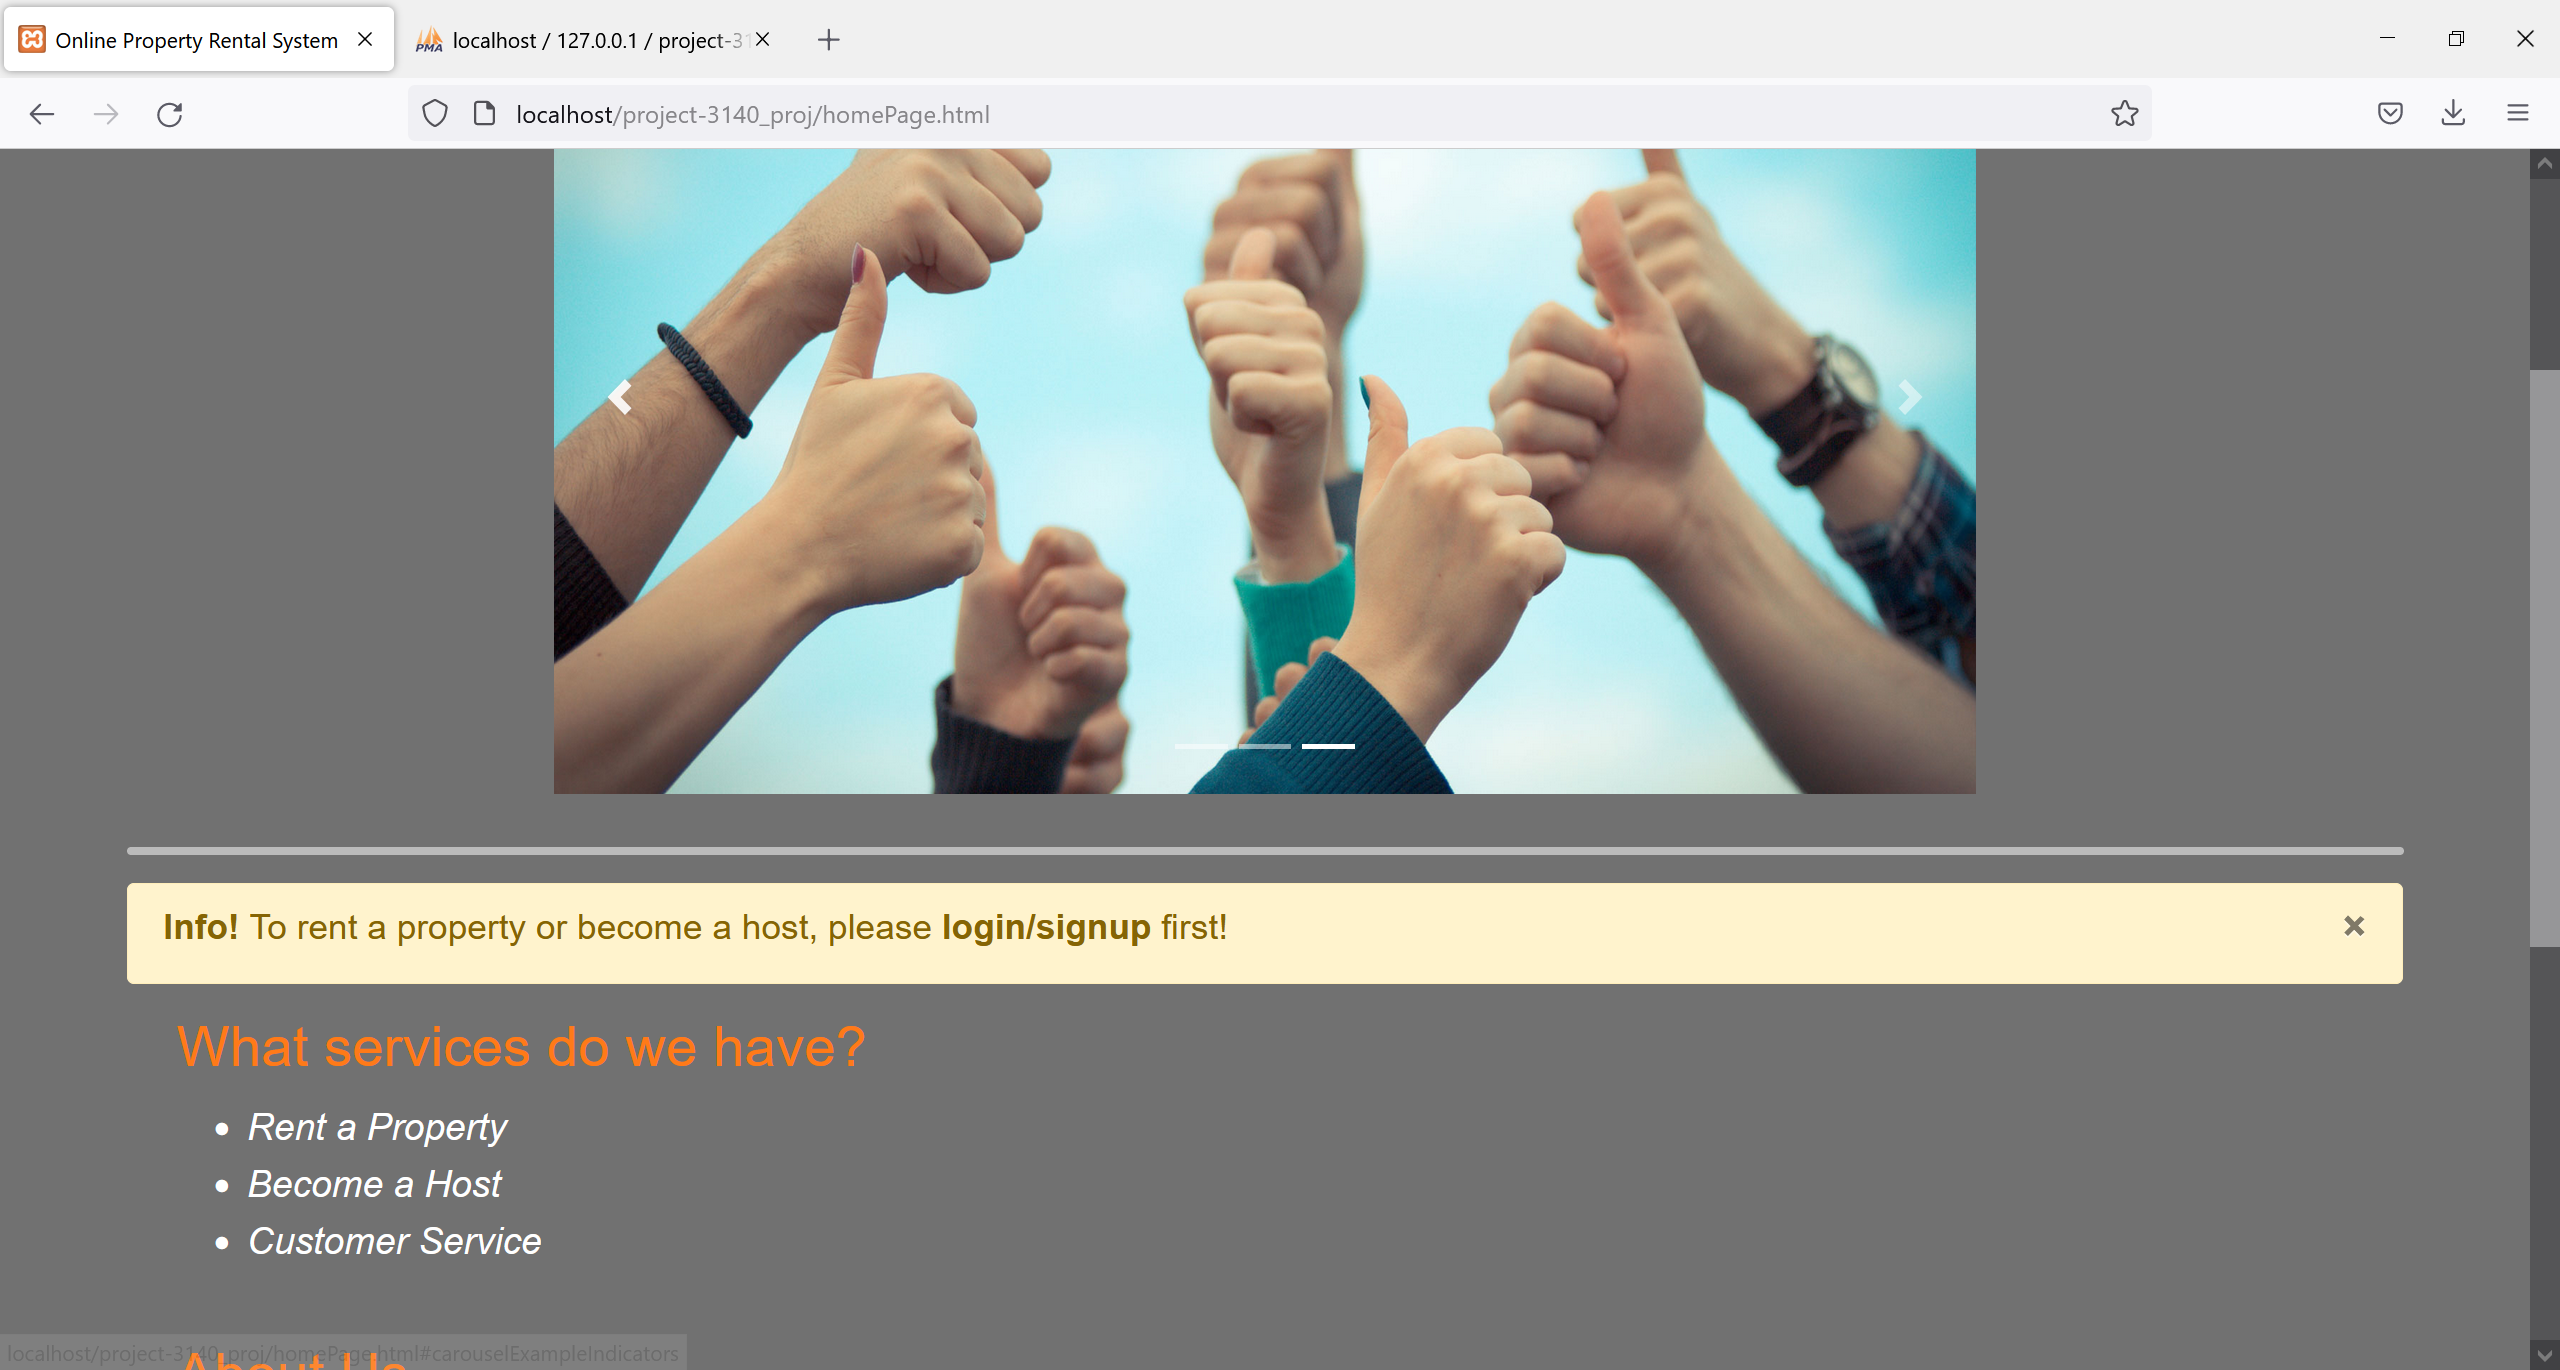 Online Property Rental System
PMA localhost / 127.0.0.1 / project-31
localhost/project-3140_proj/homePage.html
Info! To rent a property or become a host, please login/signup first!
What services do we have?
Rent a Property
Become a Host
Customer Service
About Us
localhost/project-3140_proj/homePage.html#carouselExampleIndicators